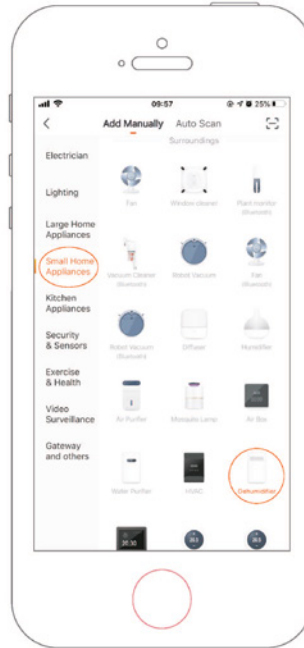 09:57
25%
Add Manually
Auto Scan
Surroundings
Electrician
Lighting
Large Home
Appliances
Small Home
Appliances
Kitchen
Appliances
Security
& Sensors
Exercise
& Health
Video
Surveillance
Gateway
and others
Fan
Window cleaner
Plant monitor
(Bluetooth)
Vacuum Cleaner
(Bluetooth)
Robot Vacuum
Fan
(Bluetooth)
Robot Vacuum
(Bluetooth)
Diffuser
Humidifier
Air Purifier
Mosquito Lamp
Air Box
Water Purifier
HVAC
Dehumidifier
20:30